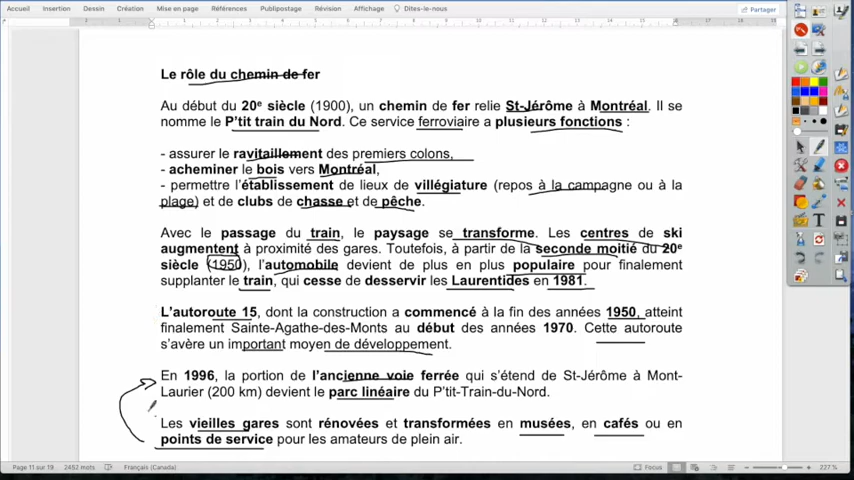 Accueil Insertion Dessin Création Mise en page Références Publipostage Révision Affichage Dites-le-nous Partager
Le rôle du chemin de fer
Au début du 20e siècle (1900), un chemin de fer relie St-Jérôme à Montréal. Il se
nomme le P'tit train du Nord. Ce service ferroviaire a plusieurs fonctions :
- assurer le ravitaillement des premiers colons,
- acheminer le bois vers Montréal,
- permettre l'établissement de lieux de villégiature (repos à la campagne ou à la
plage) et de clubs de chasse et de pêche.
Avec le passage du train, le paysage se transforme. Les centres de ski
augmentent à proximité des gares. Toutefois, à partir de la seconde moitié du 20e
siècle (1950), l'automobile devient de plus en plus populaire pour finalement
supplanter le train, qui cesse de desservir les Laurentides en 1981.
L'autoroute 15, dont la construction a commencé à la fin des années 1950, atteint
finalement Sainte-Agathe-des-Monts au début des années 1970. Cette autoroute
s'avère un important moyen de développement.
En 1996, la portion de l'ancienne voie ferrée qui s'étend de St-Jérôme à Mont-
Laurier (200 km) devient le parc linéaire du P'tit-Train-du-Nord.
Les vieilles gares sont rénovées et transformées en musées, en cafés ou en
points de service pour les amateurs de plein air.
Page 11 sur 19 2452 mots Français (Canada) Focus 227 %